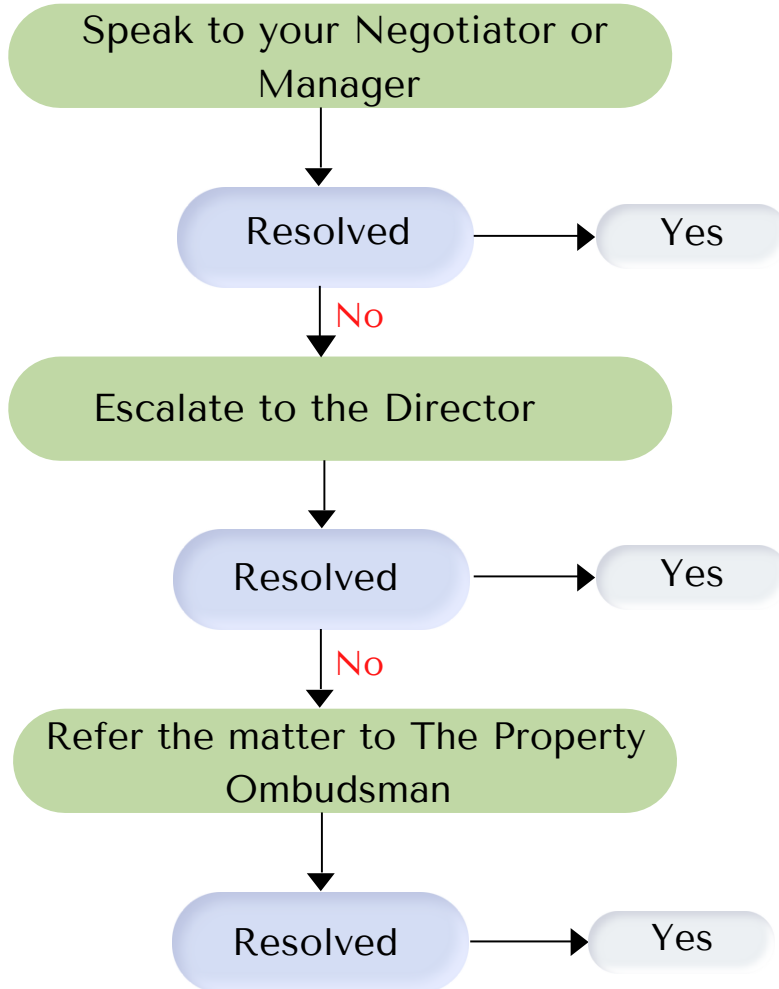 Speak to your Negotiator or
Manager
Resolved
Yes
No
Escalate to the Director
Resolved
Yes
No
Refer the matter to The Property
Ombudsman
Resolved
Yes